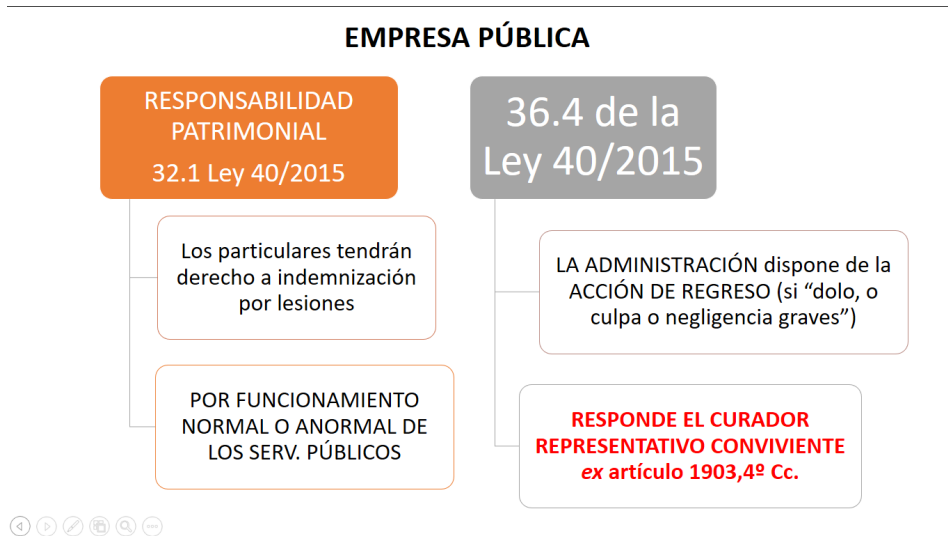 EMPRESA PÚBLICA
RESPONSABILIDAD
PATRIMONIAL
32.1 Ley 40/2015
Los particulares tendrán
derecho a indemnización
por lesiones
POR FUNCIONAMIENTO
NORMAL O ANORMAL DE
LOS SERV. PÚBLICOS
36.4 de la
Ley 40/2015
LA ADMINISTRACIÓN dispone de la
ACCIÓN DE REGRESO (si “dolo, o
culpa o negligencia graves”)
RESPONDE EL CURADOR
REPRESENTATIVO CONVIVIENTE
ex artículo 1903,4º Cc.